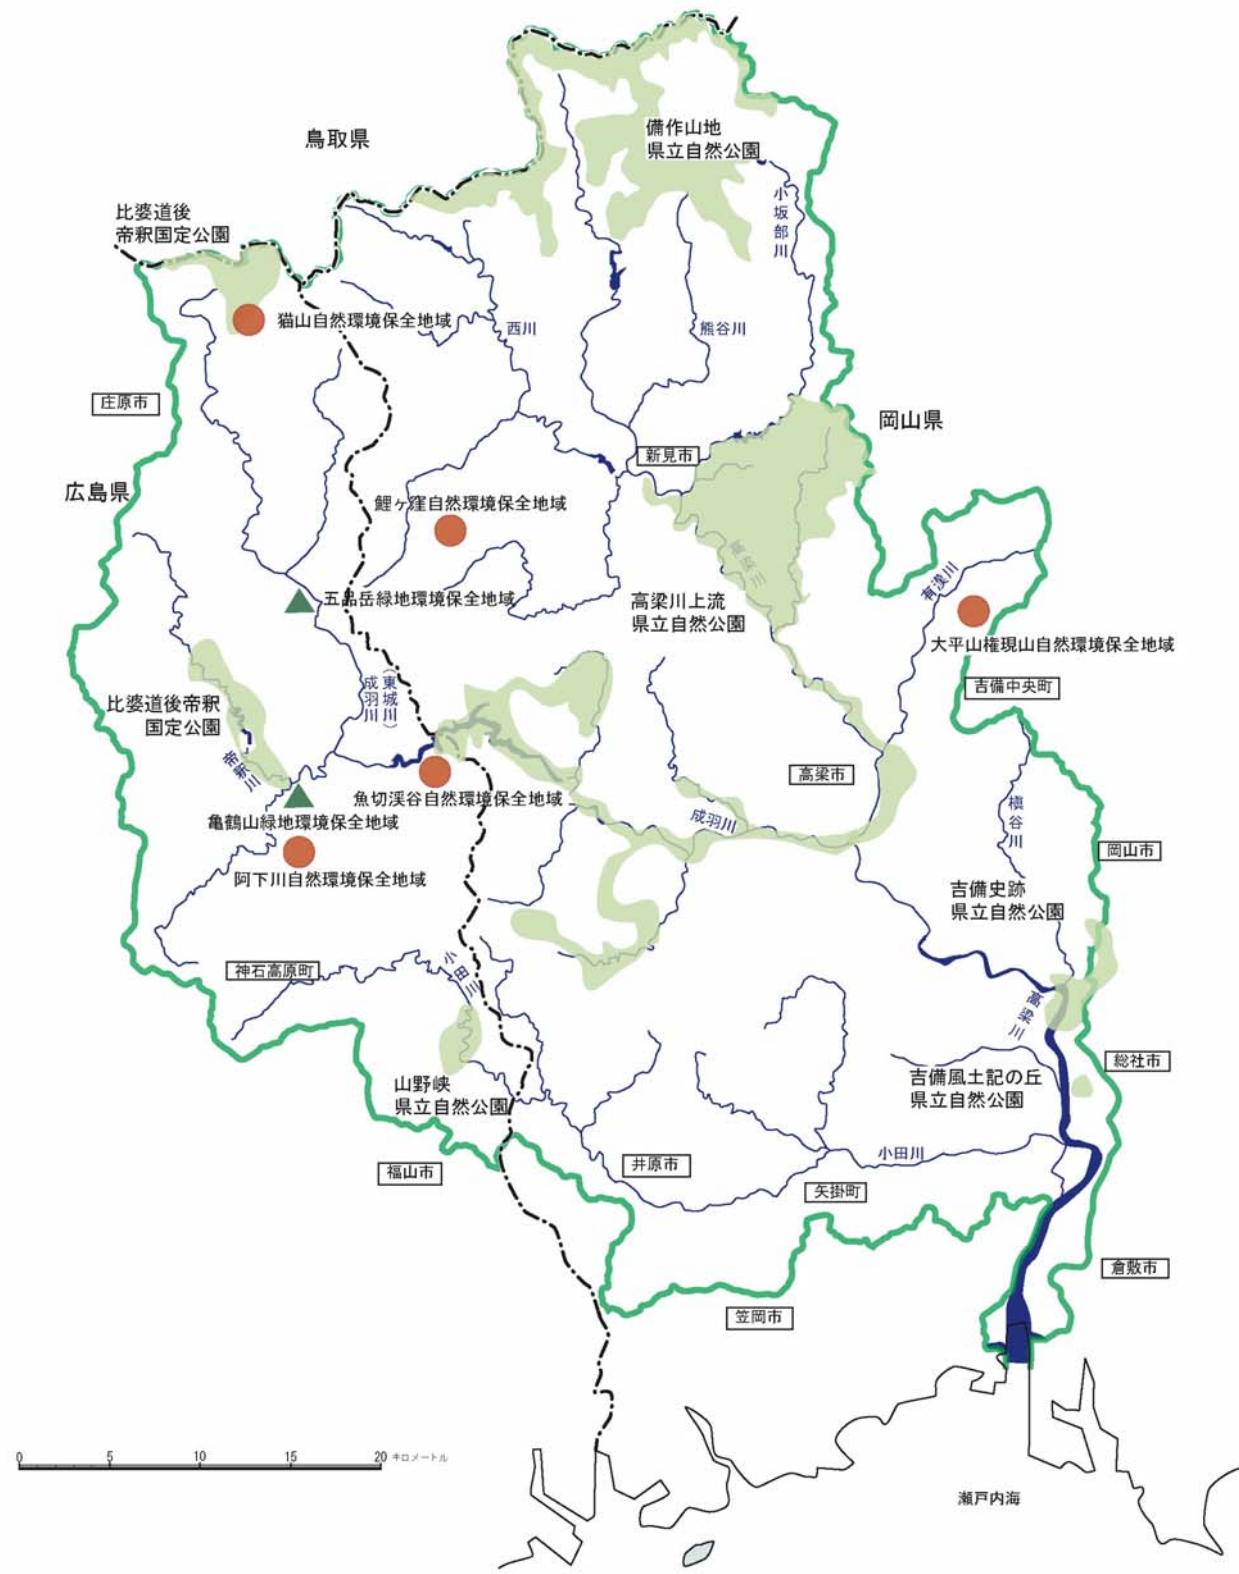 鳥取県
備作山地
県立自然公園
小坂部川
比婆道後
帝釈国定公園
猫山自然環境保全地域
西川
熊谷川
庄原市
岡山県
新見市
広島県
鯉ヶ窪自然環境保全地域
有漢川
五品岳緑地環境保全地域
高梁川上流
県立自然公園
大平山権現山自然環境保全地域
吉備中央町
(東城川)
成羽川
比婆道後帝釈
国定公園
帝釈川
高梁市
魚切渓谷自然環境保全地域
槇谷川
成羽川
亀鶴山緑地環境保全地域
岡山市
阿下川自然環境保全地域
吉備史跡
県立自然公園
神石高原町
小田川
高梁川
総社市
吉備風土記の丘
県立自然公園
山野峡
県立自然公園
小田川
井原市
福山市
矢掛町
倉敷市
笠岡市
0 5 10 15 20 キロメートル
瀬戸内海